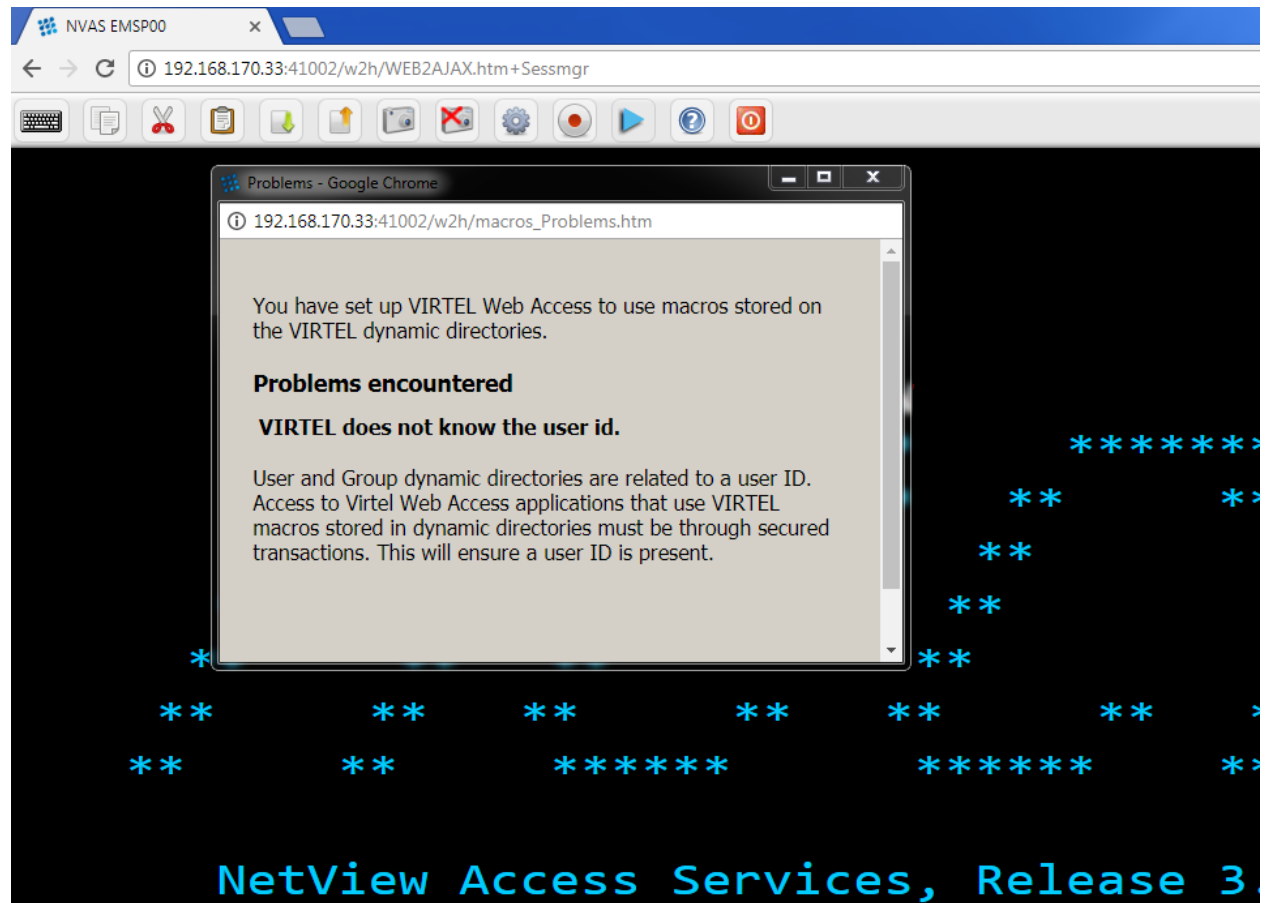 NVAS EMSP00
192.168.170.33:41002/w2h/WEB2AJAX.htm+Sessmgr
Problems - Google Chrome
192.168.170.33:41002/w2h/macros_Problems.htm
You have set up VIRTEL Web Access to use macros stored on
the VIRTEL dynamic directories.
Problems encountered
VIRTEL does not know the user id.
User and Group dynamic directories are related to a user ID.
Access to Virtel Web Access applications that use VIRTEL
macros stored in dynamic directories must be through secured
transactions. This will ensure a user ID is present.
NetView Access Services, Release 3.